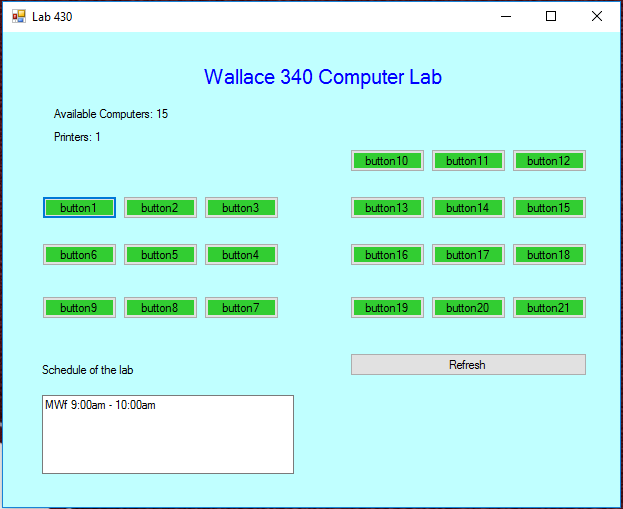 Lab 430
Wallace 340 Computer Lab
Available Computers: 15
Printers: 1
button10 button11 button12
button1 button2 button3 button13 button14 button15
button6 button5 button4 button16 button17 button18
button9 button8 button7 button19 button20 button21
Refresh
Schedule of the lab
MWf 9:00am - 10:00am